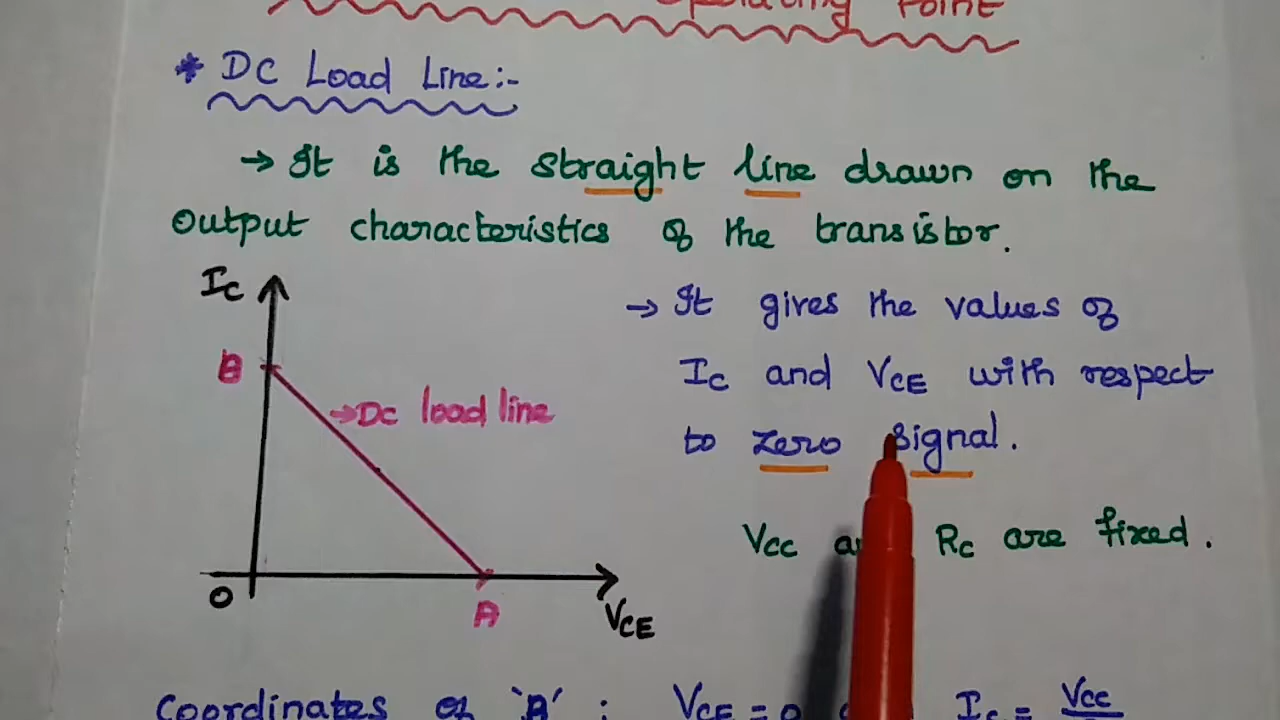 Operating Point
* DC Load Line:-
→ It is the straight line drawn on the
output characteristics of the transistor.
IC
B
→DC load line
O
A
VCE
→ It gives the values of
IC and VCE with respect
to zero signal.
VCC RC are fixed.
Coordinates of 'B' : VCE = 0 IC = VCC